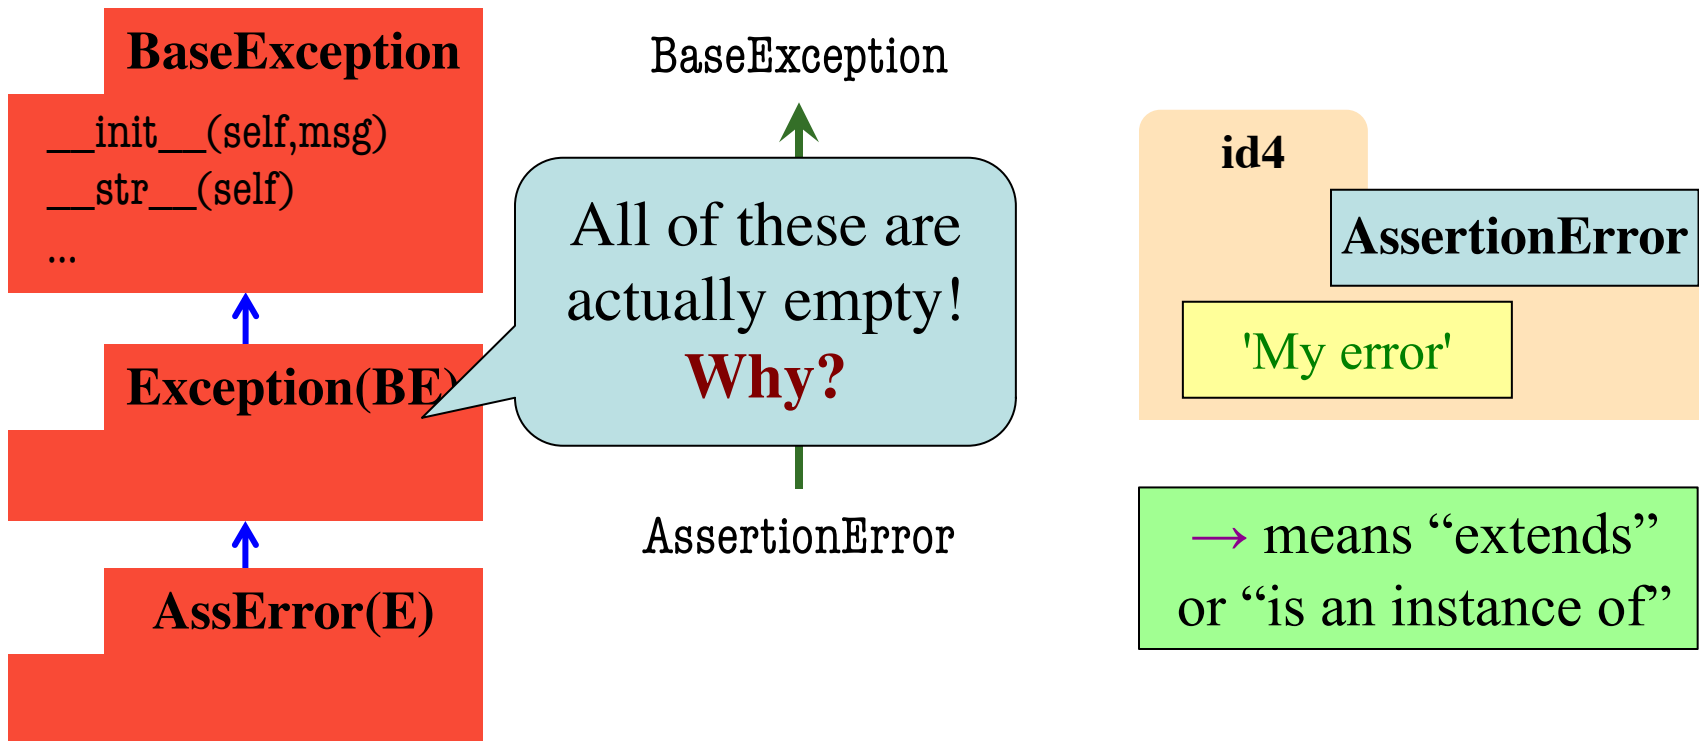 BaseException
__init__(self,msg)
__str__(self)
...
Exception(BE)
AssError(E)
BaseException
All of these are
actually empty!
Why?
AssertionError
id4
AssertionError
'My error'
→ means “extends”
or “is an instance of”